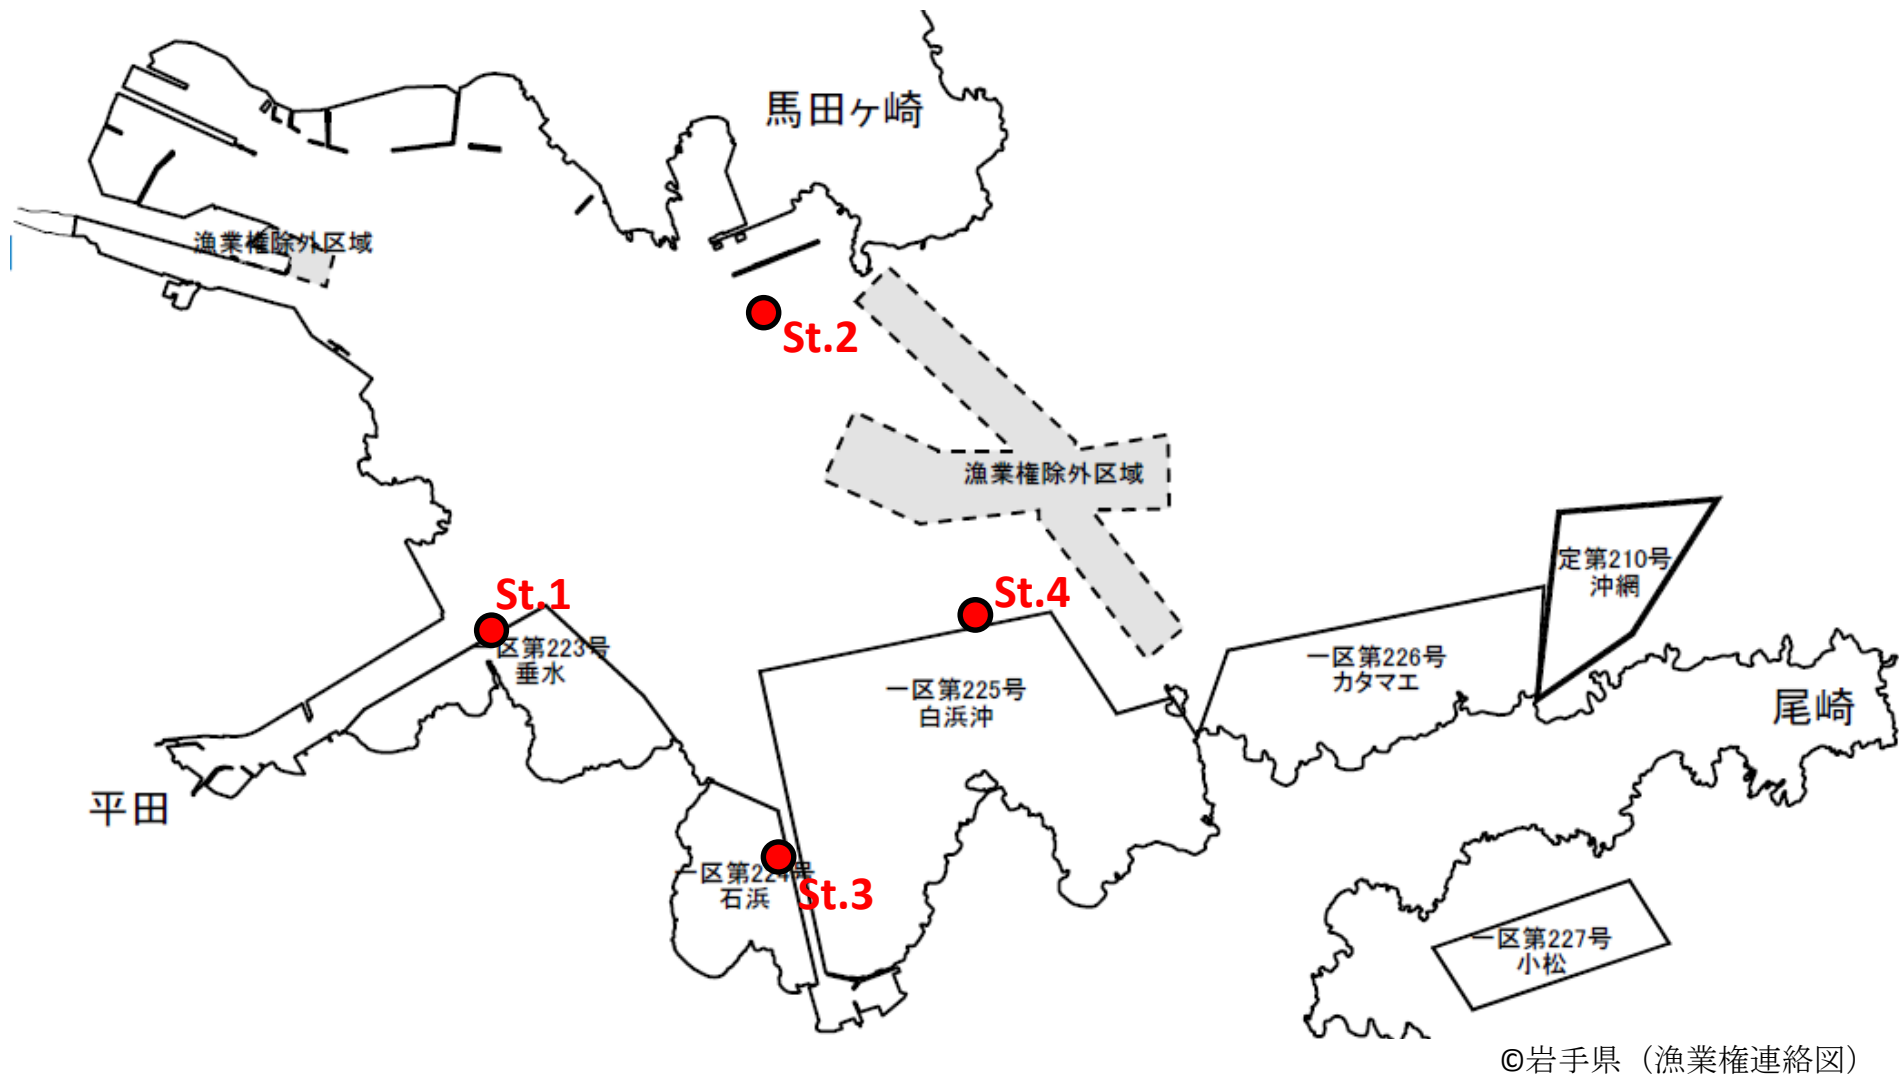 馬田ヶ崎
漁業権除外区域
St.2
漁業権除外区域
定第210号
沖網
St.1
St.4
区第223号
垂水
一区第226号
カタマエ
一区第225号
白浜沖
尾崎
平田
一区第224号
石浜
St.3
一区第227号
小松
©岩手県（漁業権連絡図）